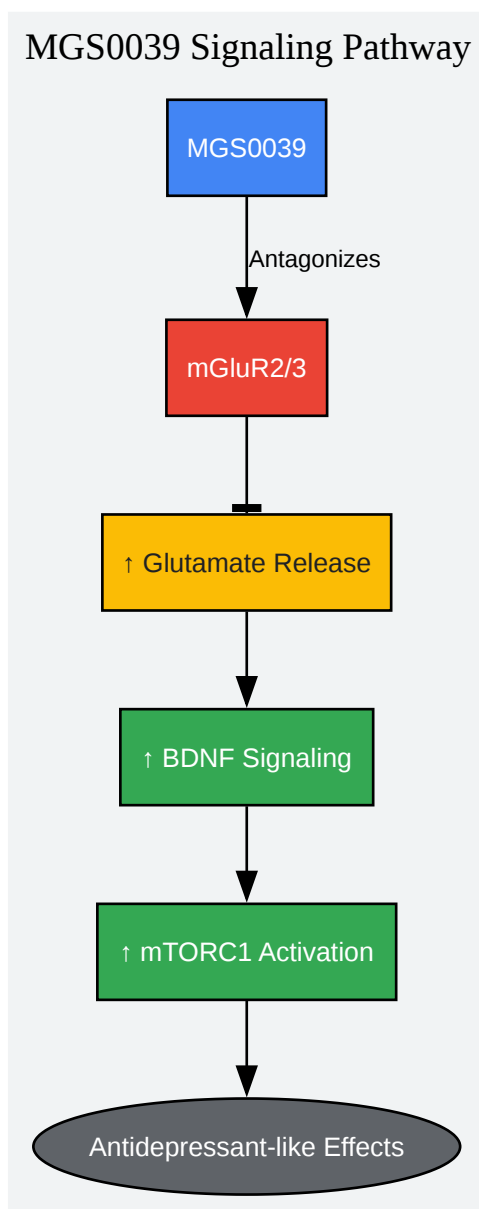 MGS0039 Signaling Pathway
MGS0039
Antagonizes
mGluR2/3
↑ Glutamate Release
↑ BDNF Signaling
↑ mTORC1 Activation
Antidepressant-like Effects